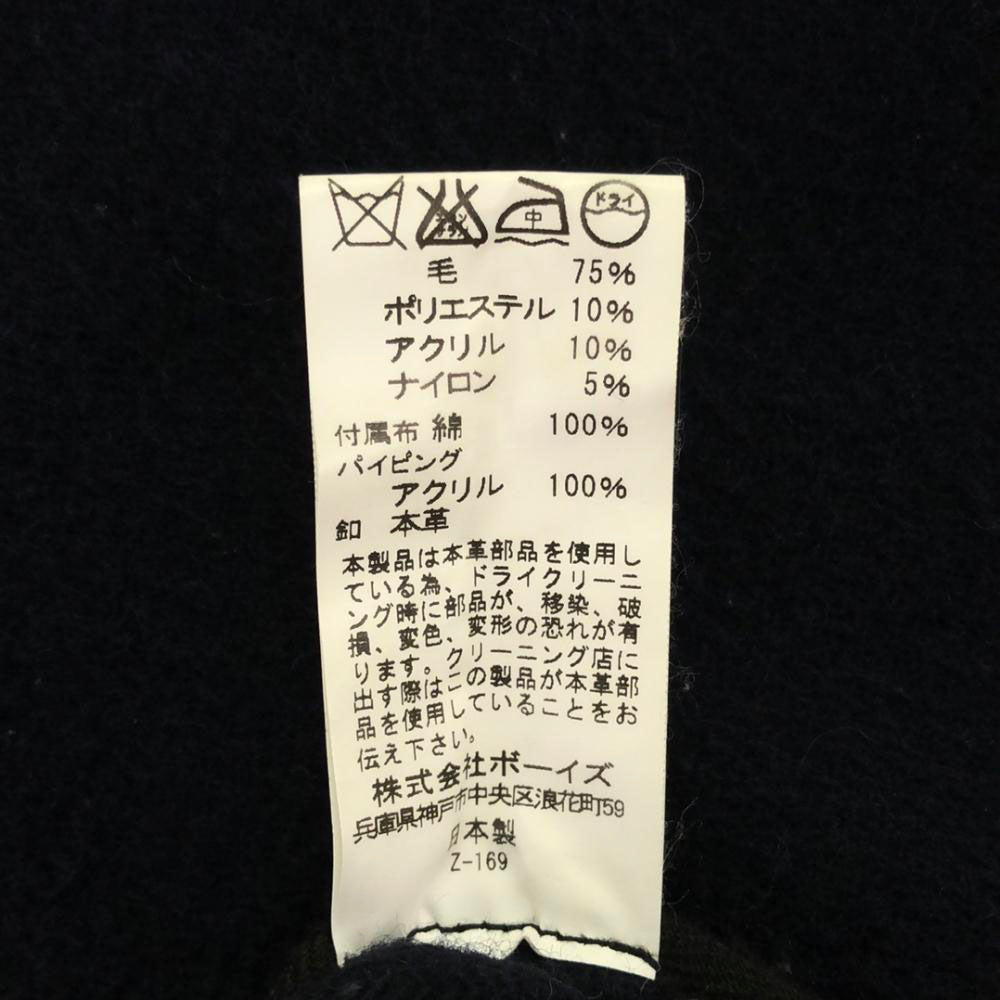 中 ドライ
毛 75%
ポリエステル 10%
アクリル 10%
ナイロン 5%
付属布 綿 100%
パイピング
アクリル 100%
釦 本革
本製品は本革部品を使用し
ている為、ドライクリーニ
ング時に部品が、移染、破
損、変色、変形の恐れが有
ります。クリーニング店に
出す際はこの製品が本革部
品を使用していることをお
伝え下さい。
株式会社ボーイズ
兵庫県神戸市中央区浪花町59
日本製
Z-169